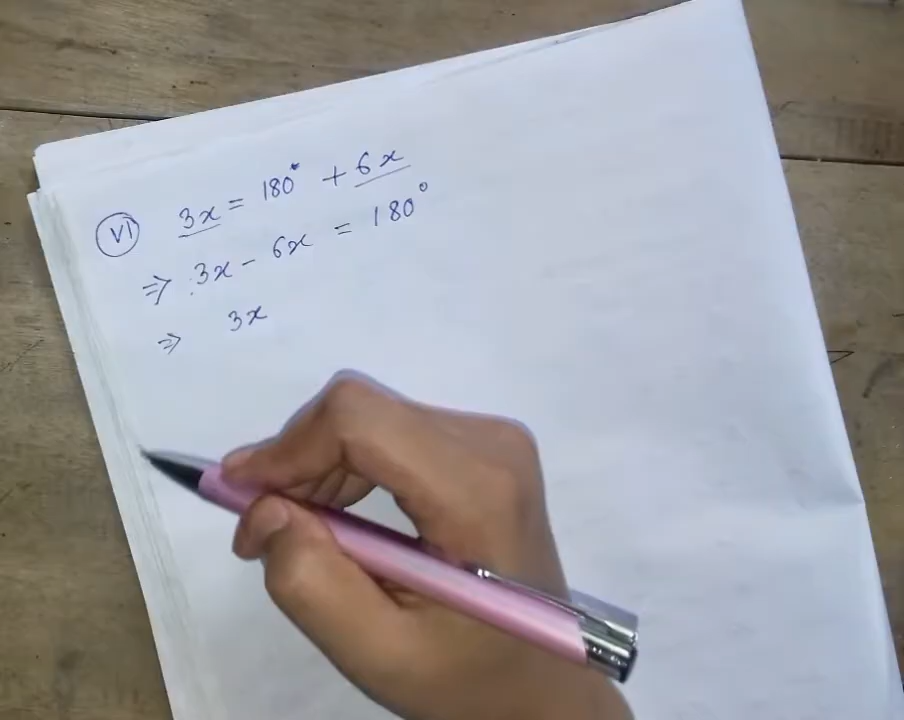 (VI) 3x = 180° + 6x
⇒ 3x - 6x = 180°
⇒ 3x